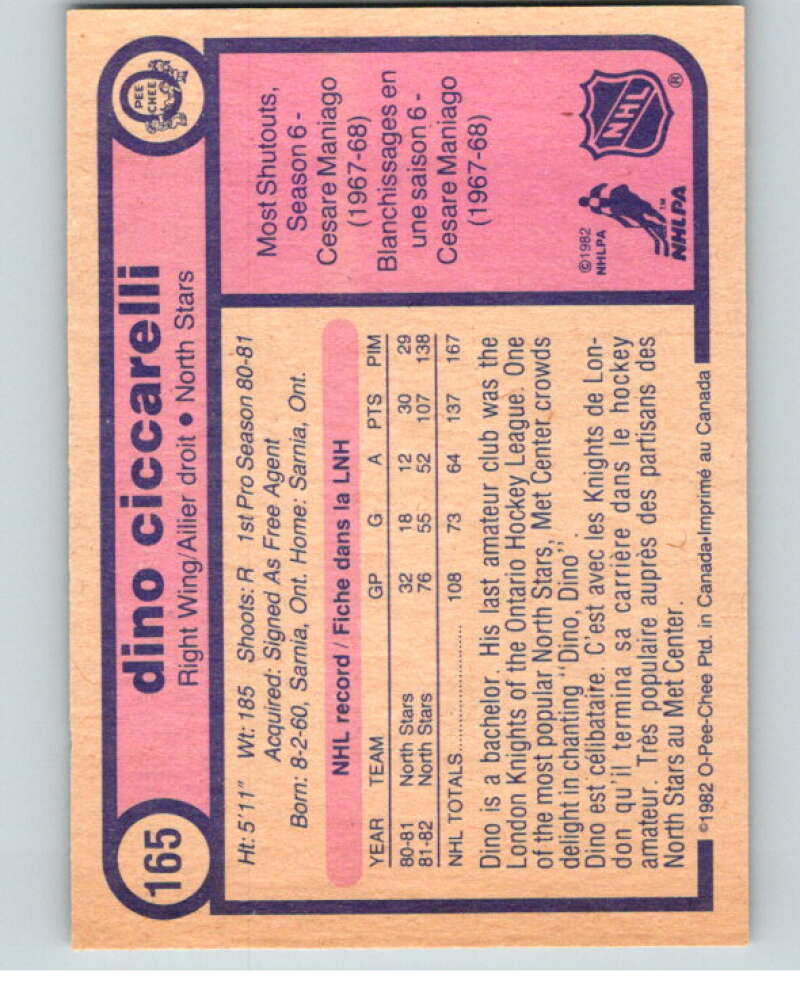 165
dino ciccarelli
Right Wing/Ailier droit • North Stars
O PEE CHEE
Ht: 5'11" Wt: 185 Shoots: R 1st Pro Season 80-81
Acquired: Signed As Free Agent
Born: 8-2-60, Sarnia, Ont. Home: Sarnia, Ont.
NHL record / Fiche dans la LNH
YEAR TEAM GP G A PTS PIM
80-81 North Stars 32 18 12 30 29
81-82 North Stars 76 55 52 107 138
NHL TOTALS.................... 108 73 64 137 167
Dino is a bachelor. His last amateur club was the
London Knights of the Ontario Hockey League. One
of the most popular North Stars, Met Center crowds
delight in chanting "Dino, Dino".
Dino est célibataire. C'est avec les Knights de Lon-
don qu'il termina sa carrière dans le hockey
amateur. Très populaire auprès des partisans des
North Stars au Met Center.
©1982 O-Pee-Chee Ptd. in Canada•Imprimé au Canada
Most Shutouts,
Season 6 -
Cesare Maniago
(1967-68)
Blanchissages en
une saison 6 -
Cesare Maniago
(1967-68)
©1982
NHLPA
NHLPA ™
NHL ®